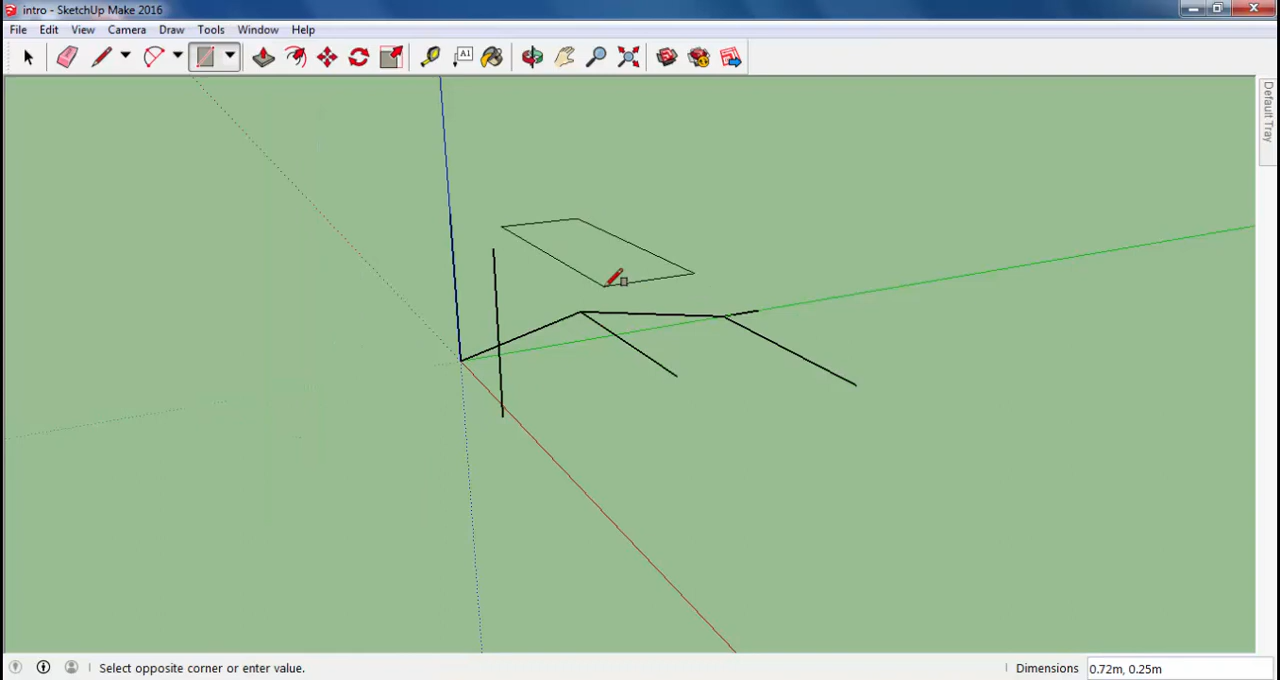 intro - SketchUp Make 2016
File Edit View Camera Draw Tools Window Help
A1
Default Tray
Select opposite corner or enter value. Dimensions 0.72m, 0.25m